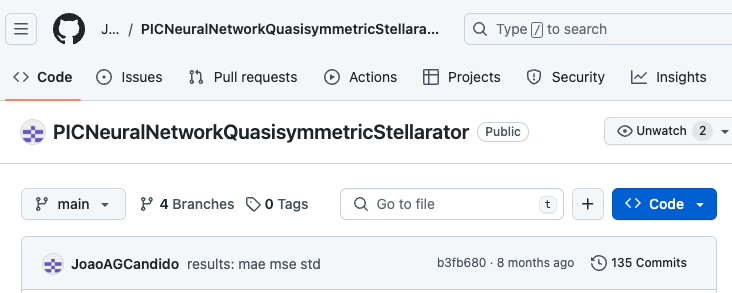 J... / PICNeuralNetworkQuasisymmetricStellara... Type / to search
Code Issues Pull requests Actions Projects Security Insights
PICNeuralNetworkQuasisymmetricStellarator Public Unwatch 2
main 4 Branches 0 Tags Go to file t + Code
JoaoAGCandido results: mae mse std b3fb680 · 8 months ago 135 Commits